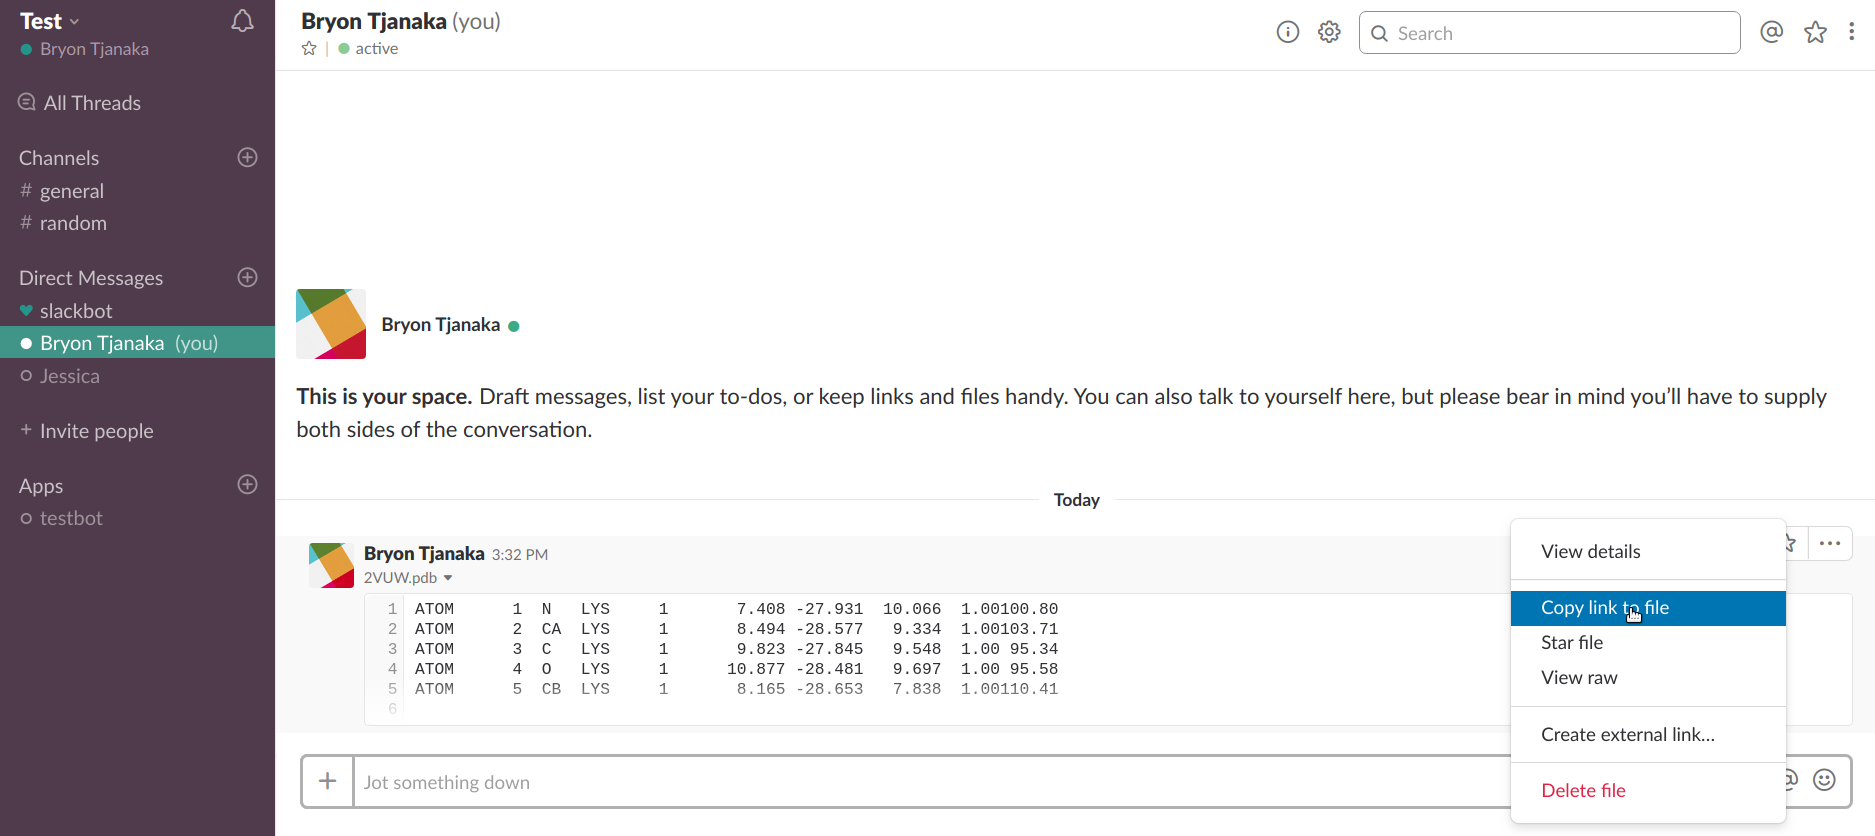 Test
Bryon Tjanaka
All Threads
Channels
# general
# random
Direct Messages
slackbot
Bryon Tjanaka (you)
Jessica
+ Invite people
Apps
testbot
Bryon Tjanaka (you)
active
Search
Bryon Tjanaka
This is your space. Draft messages, list your to-dos, or keep links and files handy. You can also talk to yourself here, but please bear in mind you’ll have to supply
both sides of the conversation.
Today
Bryon Tjanaka 3:32 PM
2VUW.pdb
1 ATOM 1 N LYS 1 7.408 -27.931 10.066 1.00100.80
2 ATOM 2 CA LYS 1 8.494 -28.577 9.334 1.00103.71
3 ATOM 3 C LYS 1 9.823 -27.845 9.548 1.00 95.34
4 ATOM 4 O LYS 1 10.877 -28.481 9.697 1.00 95.58
5 ATOM 5 CB LYS 1 8.165 -28.653 7.838 1.00110.41
6
View details
Copy link to file
Star file
View raw
Create external link...
Delete file
Jot something down